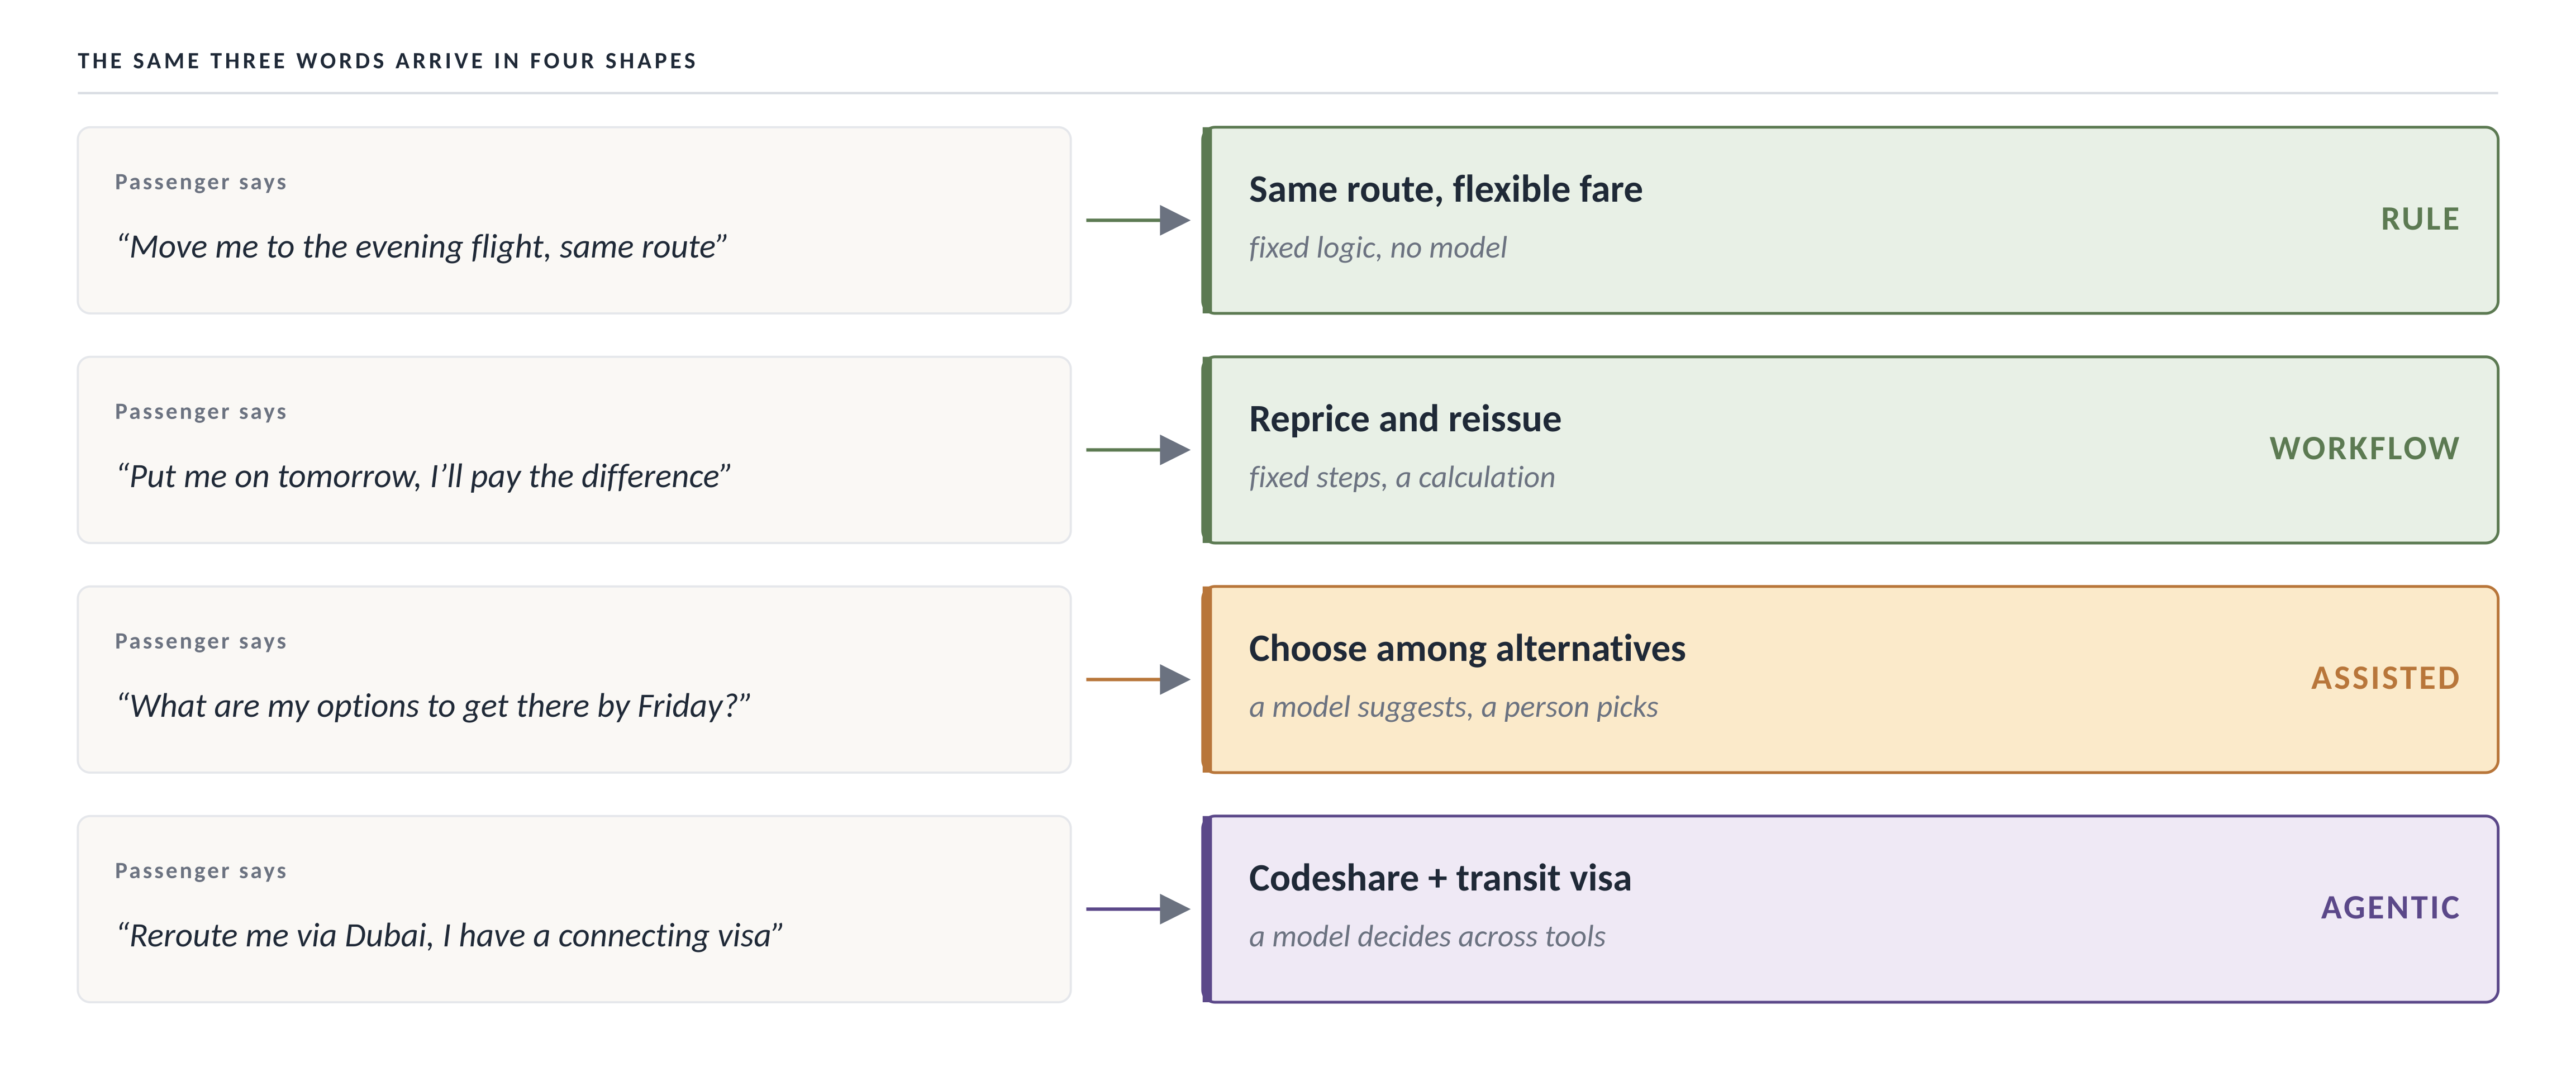 THE SAME THREE WORDS ARRIVE IN FOUR SHAPES
Passenger says
“Move me to the evening flight, same route”
Same route, flexible fare
fixed logic, no model
RULE
Passenger says
“Put me on tomorrow, I’ll pay the difference”
Reprice and reissue
fixed steps, a calculation
WORKFLOW
Passenger says
“What are my options to get there by Friday?”
Choose among alternatives
a model suggests, a person picks
ASSISTED
Passenger says
“Reroute me via Dubai, I have a connecting visa”
Codeshare + transit visa
a model decides across tools
AGENTIC